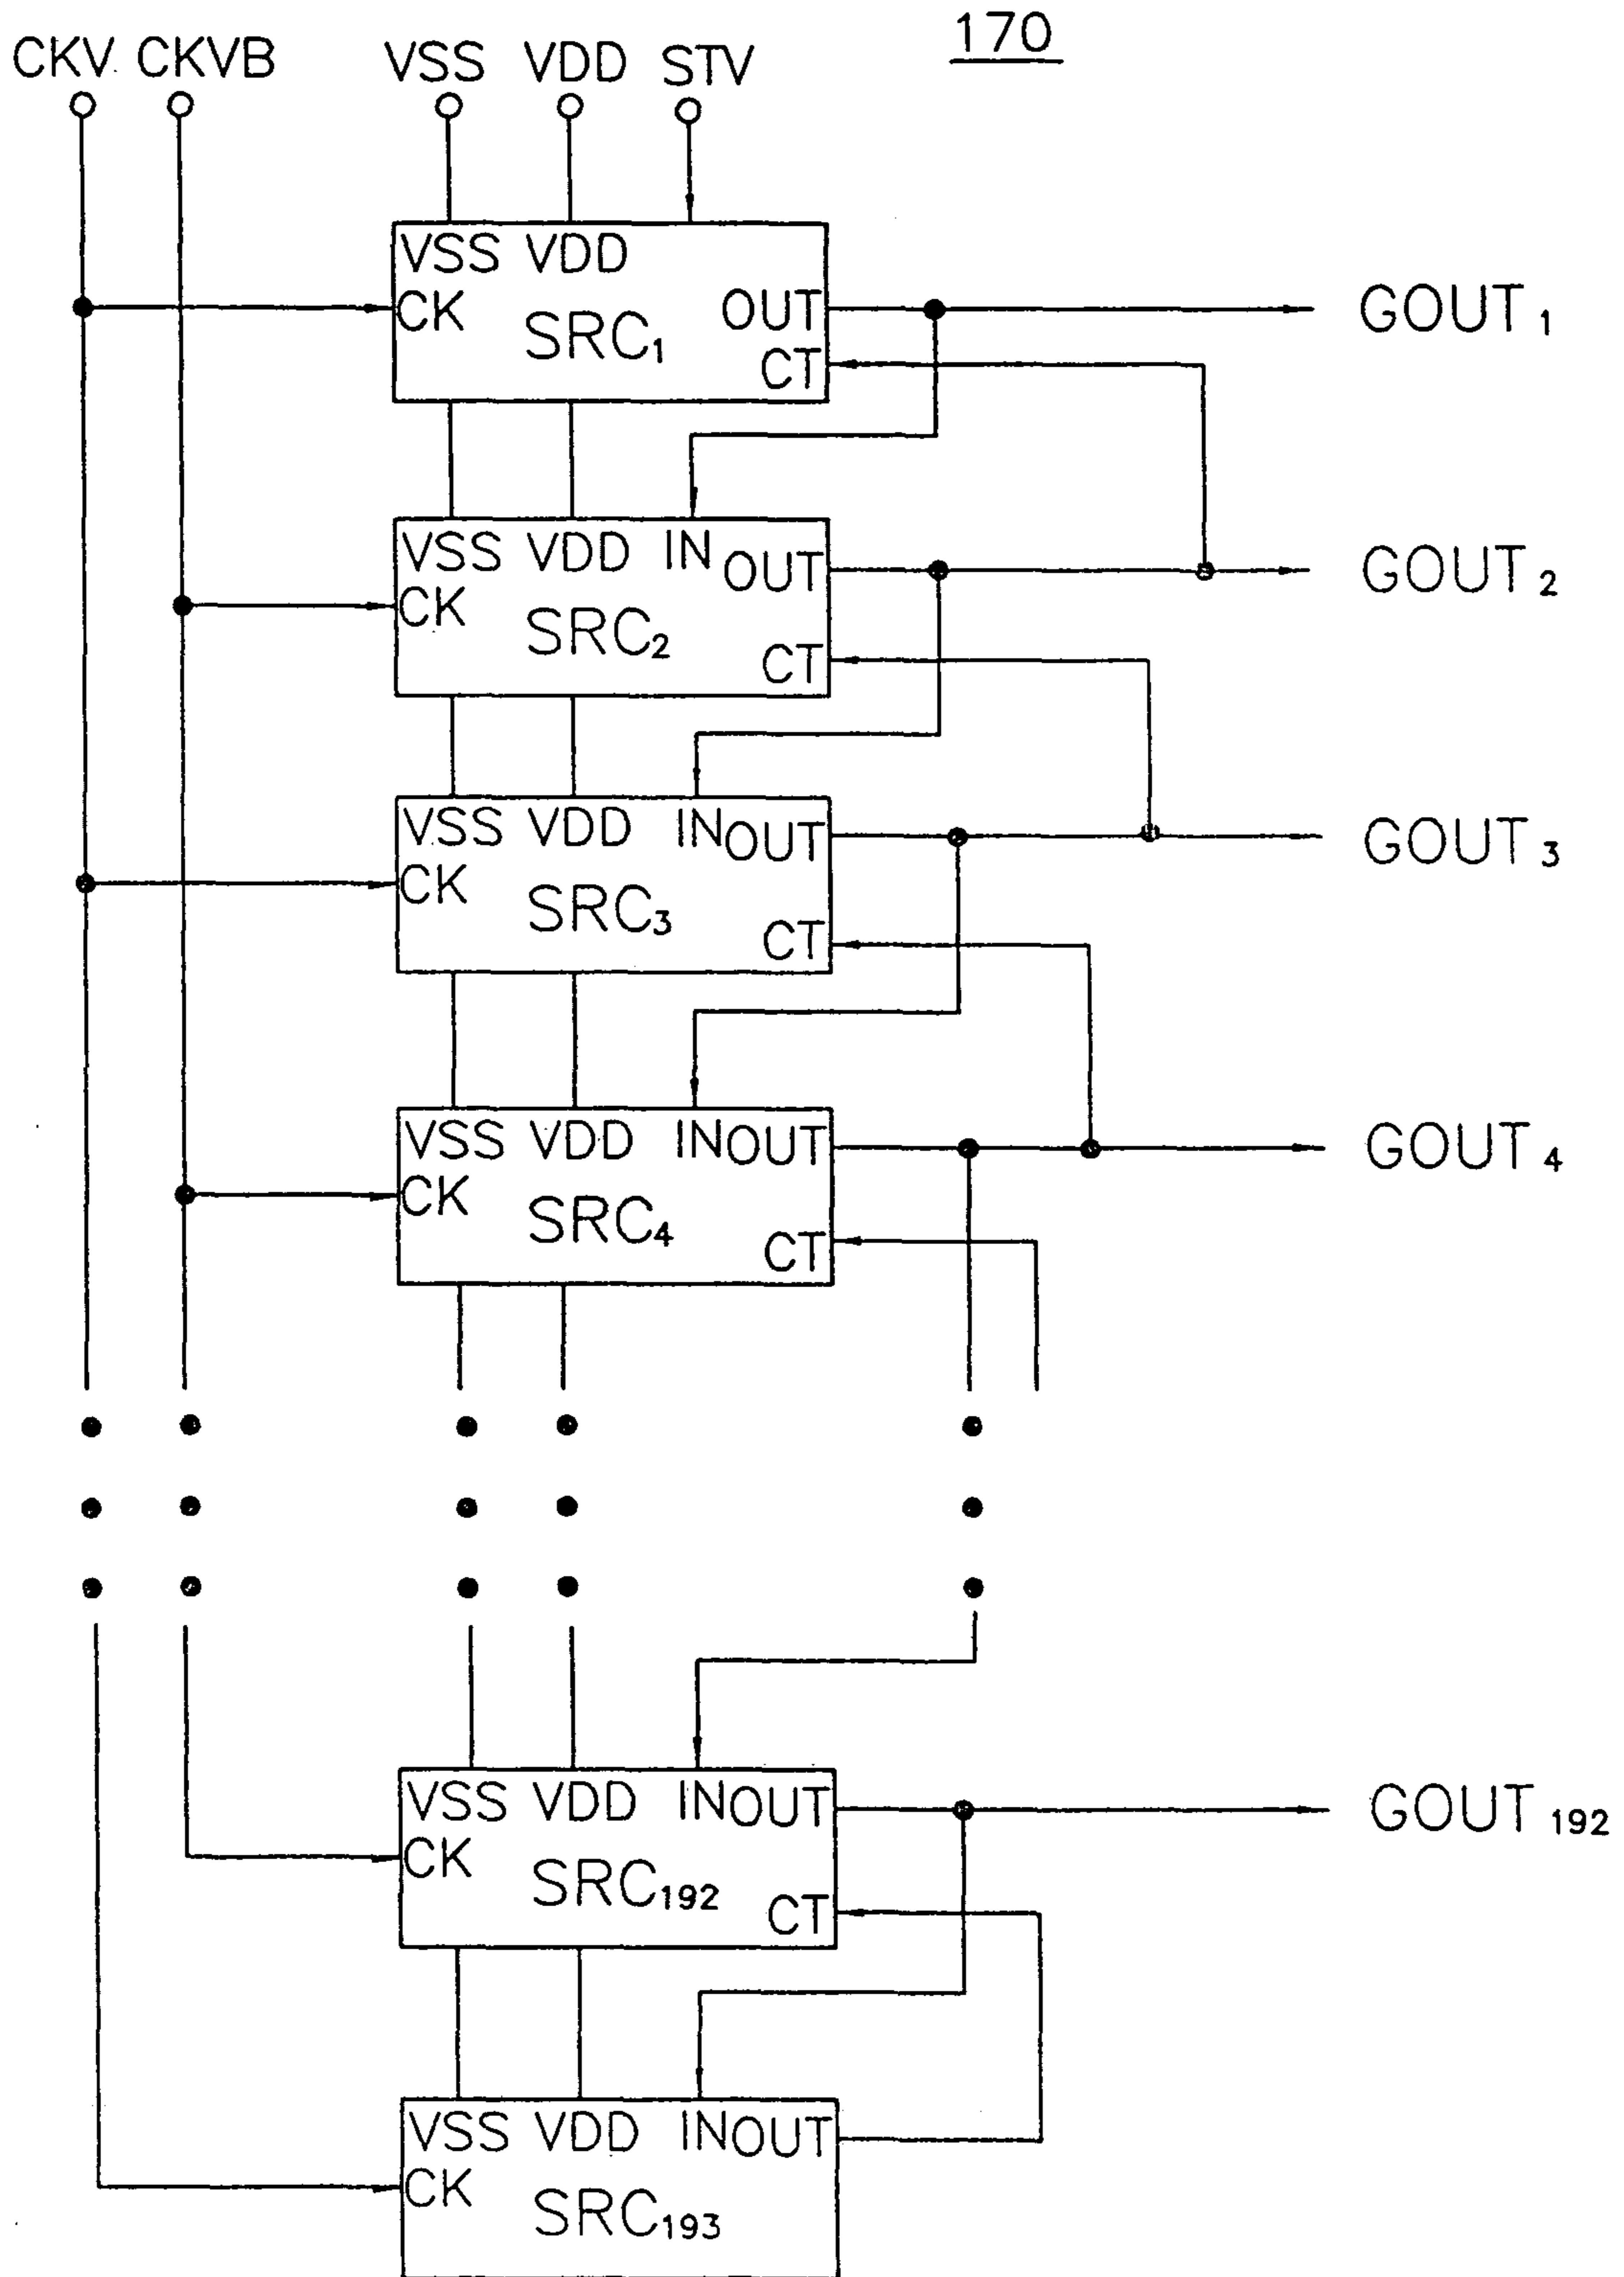 170
CKV CKVB VSS VDD STV
VSS VDD
CK SRC1 OUT
CT
GOUT1
VSS VDD IN OUT
CK SRC2
CT
GOUT2
VSS VDD IN OUT
CK SRC3
CT
GOUT3
VSS VDD IN OUT
CK SRC4
CT
GOUT4
VSS VDD IN OUT
CK SRC192
CT
GOUT192
VSS VDD IN OUT
CK SRC193